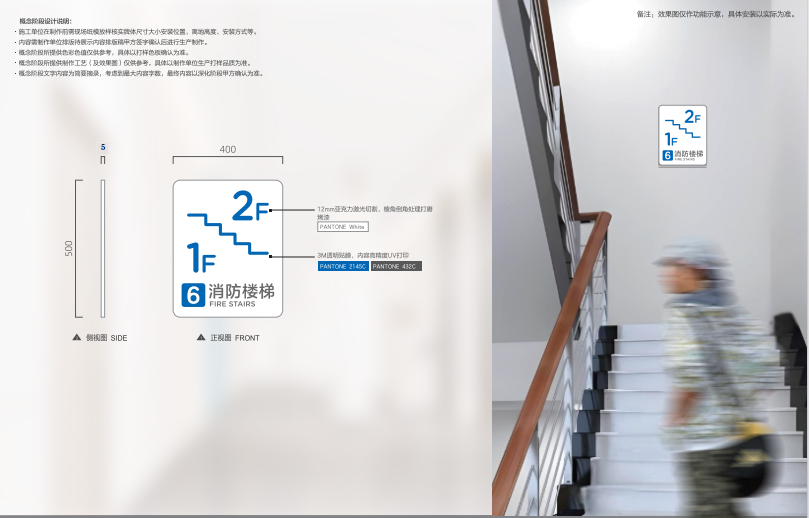 概念阶段设计说明：
· 施工单位在制作前需现场纸模放样核实牌体尺寸大小安装位置、离地高度、安装方式等。
· 内容需制作单位排版待展示内容排版稿甲方签字确认后进行生产制作。
· 概念阶段所提供色彩色值仅供参考，具体以打样色板确认为准。
· 概念阶段所提供制作工艺（及效果图）仅供参考，具体以制作单位生产打样品质为准。
· 概念阶段文字内容为简要摘录，考虑到最大内容字数，最终内容以深化阶段甲方确认为准。
备注：效果图仅作功能示意，具体安装以实际为准。
5
400
500
2F
1F
6 消防楼梯
FIRE STAIRS
12mm亚克力激光切割，棱角倒角处理打磨
烤漆
PANTONE White
3M透明贴膜，内容高精度UV打印
PANTONE 2145C PANTONE 432C
侧视图 SIDE
正视图 FRONT
2F
1F
6 消防楼梯
FIRE STAIRS